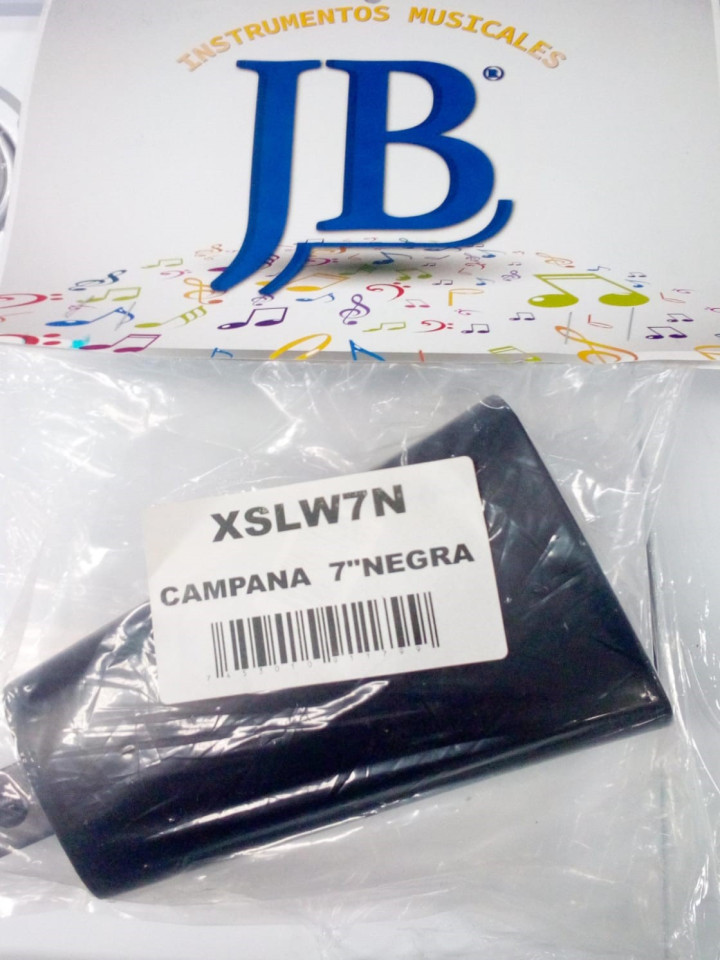 INSTRUMENTOS MUSICALES
JB®
XSLW7N
CAMPANA 7"NEGRA